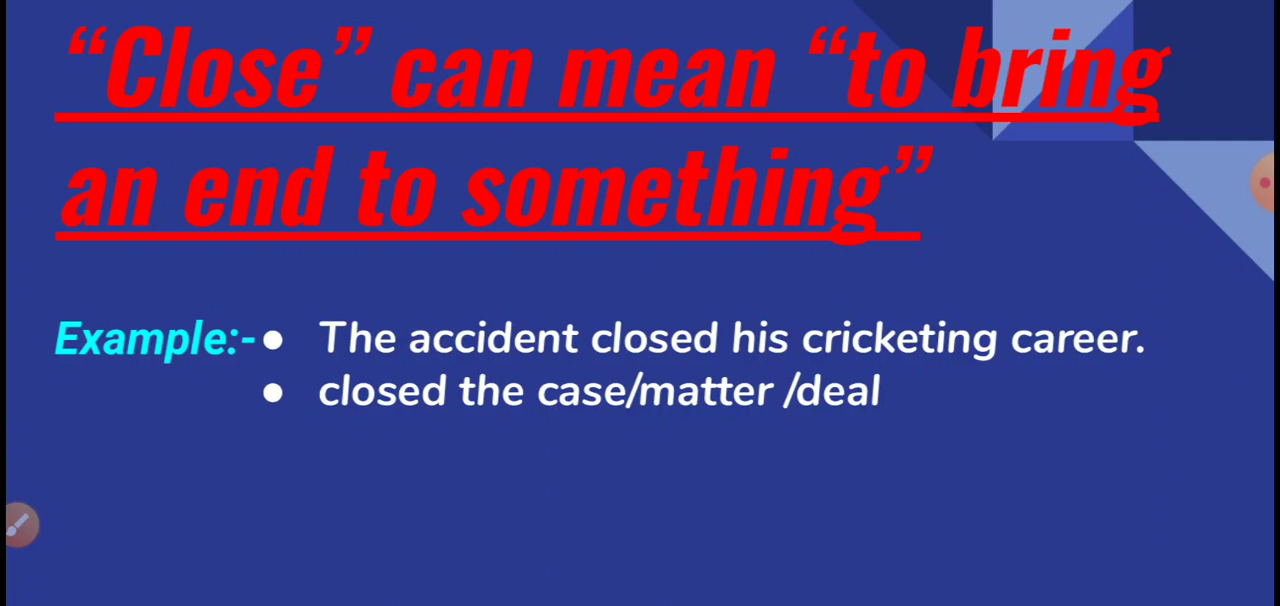 “Close” can mean “to bring
an end to something”
Example:-● The accident closed his cricketing career.
● closed the case/matter /deal